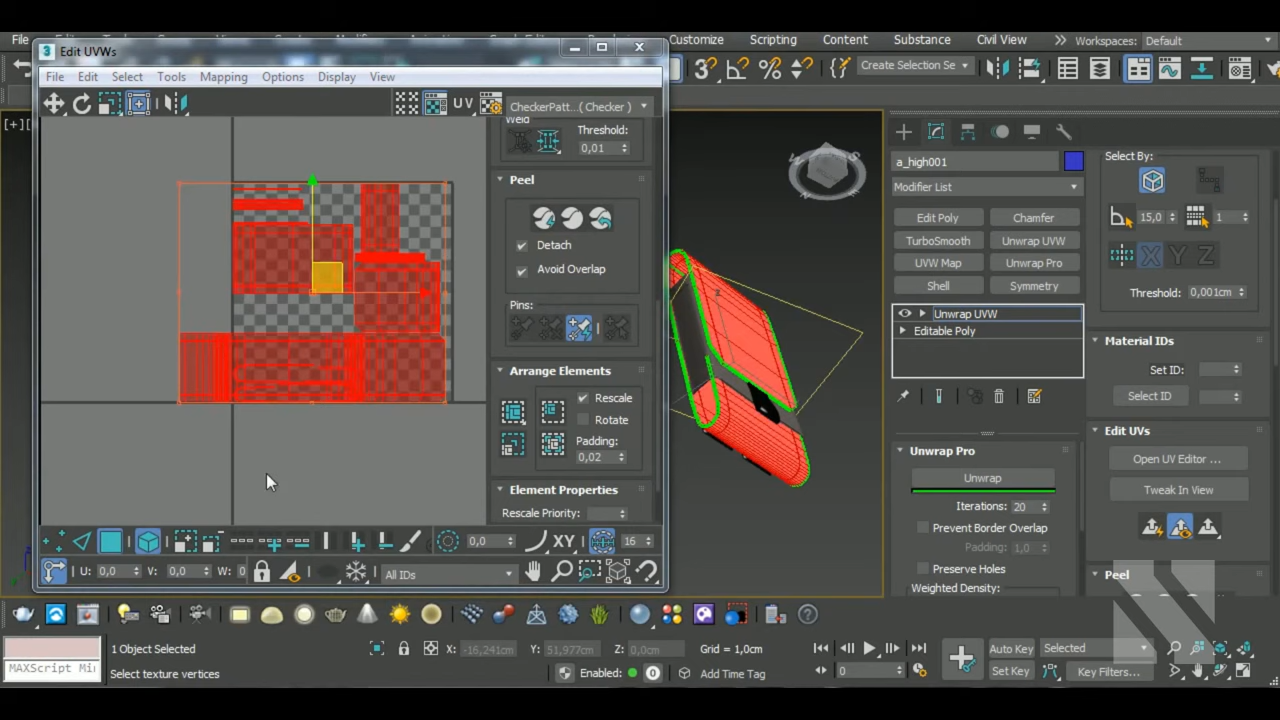 File
Customize
Scripting
Content
Substance
Civil View
Workspaces: Default
3 Edit UVWs
File Edit Select Tools Mapping Options Display View
Create Selection Se
UV
CheckerPatt...( Checker )
[+][
Weld
Threshold:
0,01
Peel
Detach
Avoid Overlap
Pins:
Arrange Elements
Rescale
Rotate
Padding:
0,02
Element Properties
Rescale Priority:
0,0
XY
16
U: 0,0
V: 0,0
W: 0
All IDs
a_high001
Modifier List
Edit Poly
Chamfer
TurboSmooth
Unwrap UVW
UVW Map
Unwrap Pro
Shell
Symmetry
Unwrap UVW
Editable Poly
Unwrap Pro
Unwrap
Iterations: 20
Prevent Border Overlap
Padding: 1,0
Preserve Holes
Weighted Density:
Select By:
15,0
1
X Y Z
Threshold: 0,001cm
Material IDs
Set ID:
Select ID
Edit UVs
Open UV Editor ...
Tweak In View
Peel
1 Object Selected
X: -16,241cm
Y: 51,977cm
Z: 0,0cm
Grid = 1,0cm
Auto Key
Selected
MAXScript Mi
Select texture vertices
Enabled:
0
Add Time Tag
0
Set Key
Key Filters...